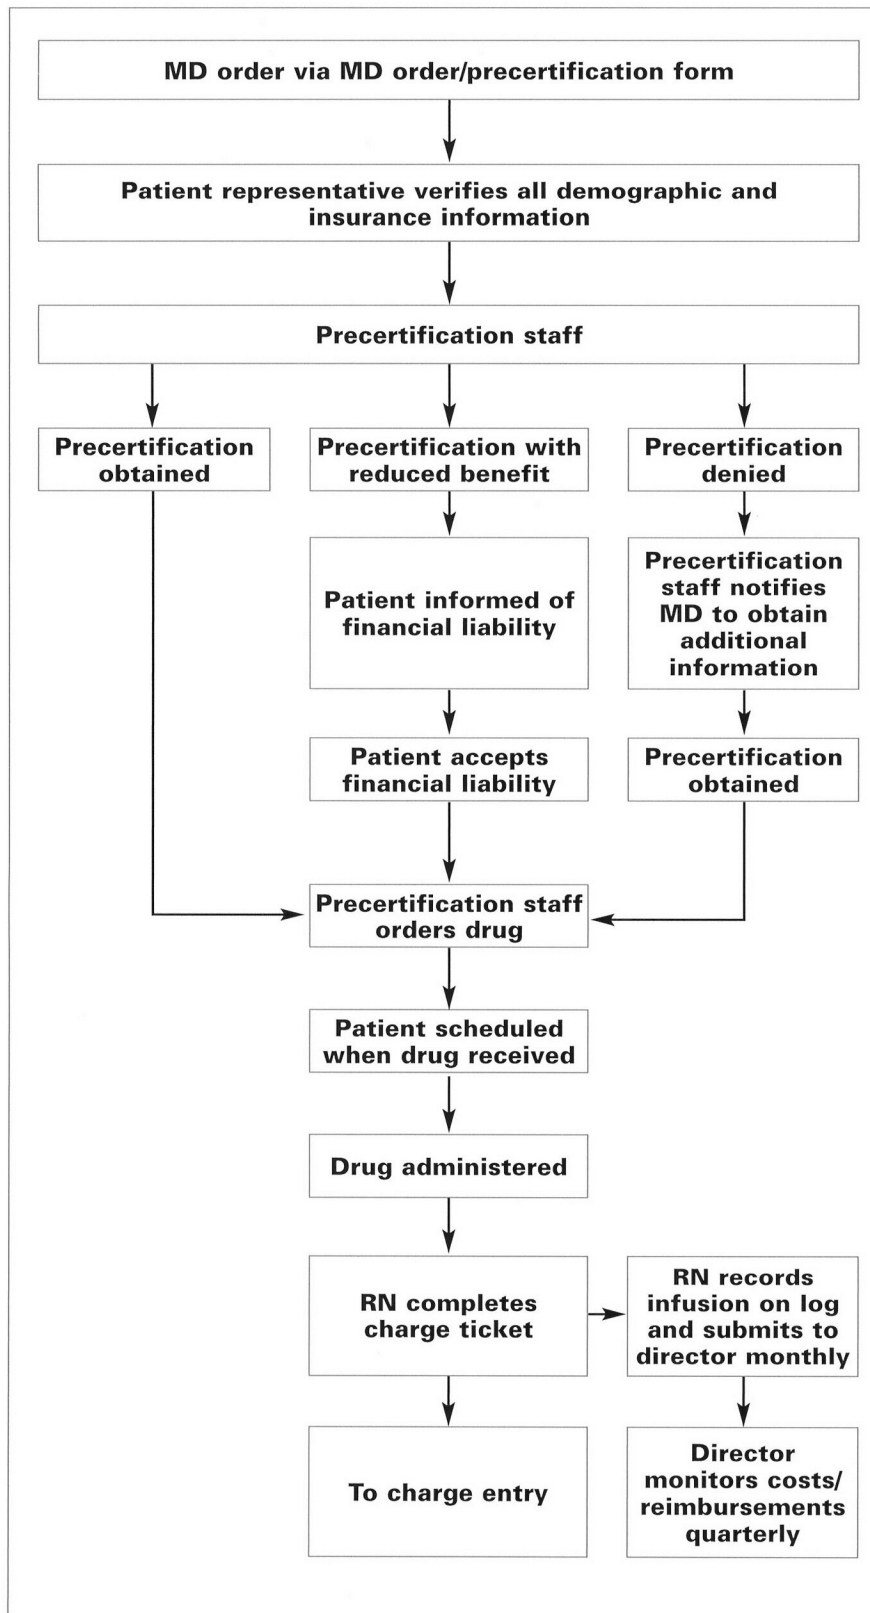 MD order via MD order/precertification form
Patient representative verifies all demographic and
insurance information
Precertification staff
Precertification
obtained
Precertification with
reduced benefit
Precertification
denied
Patient informed of
financial liability
Precertification
staff notifies
MD to obtain
additional
information
Patient accepts
financial liability
Precertification
obtained
Precertification staff
orders drug
Patient scheduled
when drug received
Drug administered
RN completes
charge ticket
RN records
infusion on log
and submits to
director monthly
To charge entry
Director
monitors costs/
reimbursements
quarterly